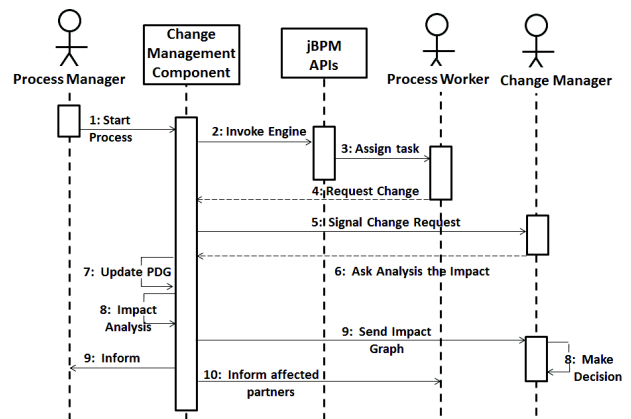 Process Manager
Change
Management
Component
jBPM
APIs
Process Worker
Change Manager
1: Start
Process
2: Invoke Engine
3: Assign task
4: Request Change
5: Signal Change Request
6: Ask Analysis the Impact
7: Update PDG
8: Impact
Analysis
9: Send Impact
Graph
8: Make
Decision
9: Inform
10: Inform affected
partners